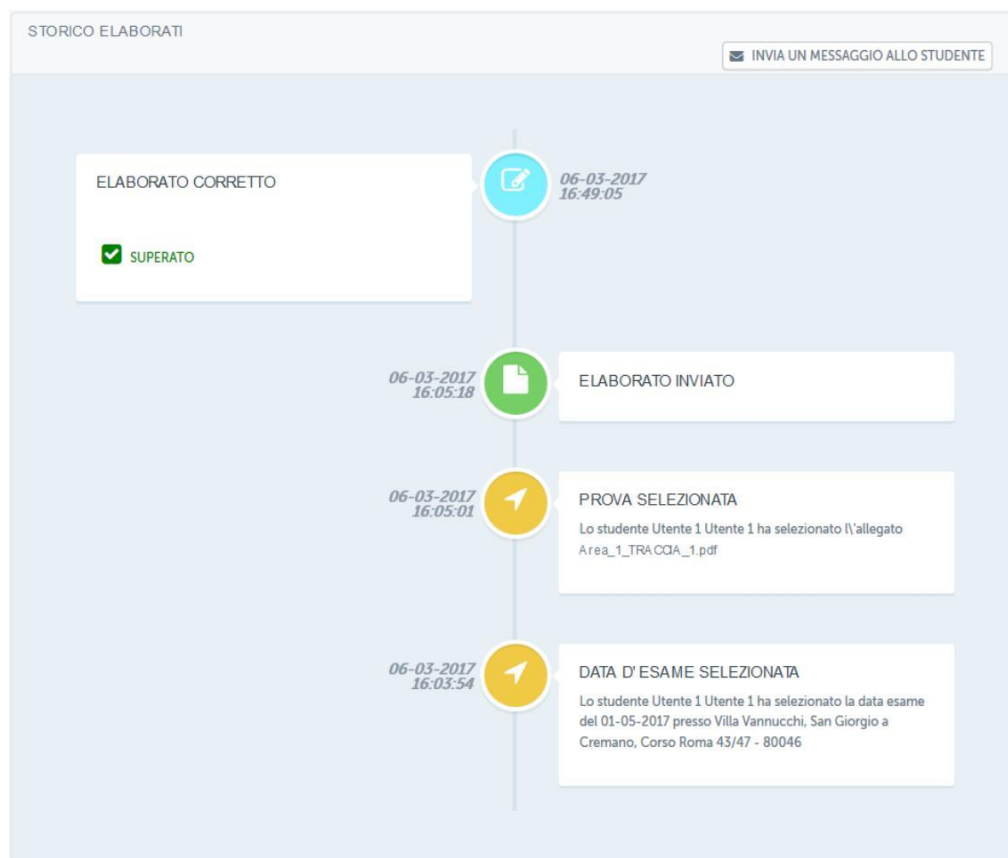 STORICO ELABORATI
INVIA UN MESSAGGIO ALLO STUDENTE
ELABORATO CORRETTO
06-03-2017
16:49:05
SUPERATO
06-03-2017
16:05:18
ELABORATO INVIATO
06-03-2017
16:05:01
PROVA SELEZIONATA
Lo studente Utente 1 Utente 1 ha selezionato l\'allegato
Area_1_TRACCIA_1.pdf
06-03-2017
16:03:54
DATA D'ESAME SELEZIONATA
Lo studente Utente 1 Utente 1 ha selezionato la data esame
del 01-05-2017 presso Villa Vannucchi, San Giorgio a
Cremano, Corso Roma 43/47 - 80046